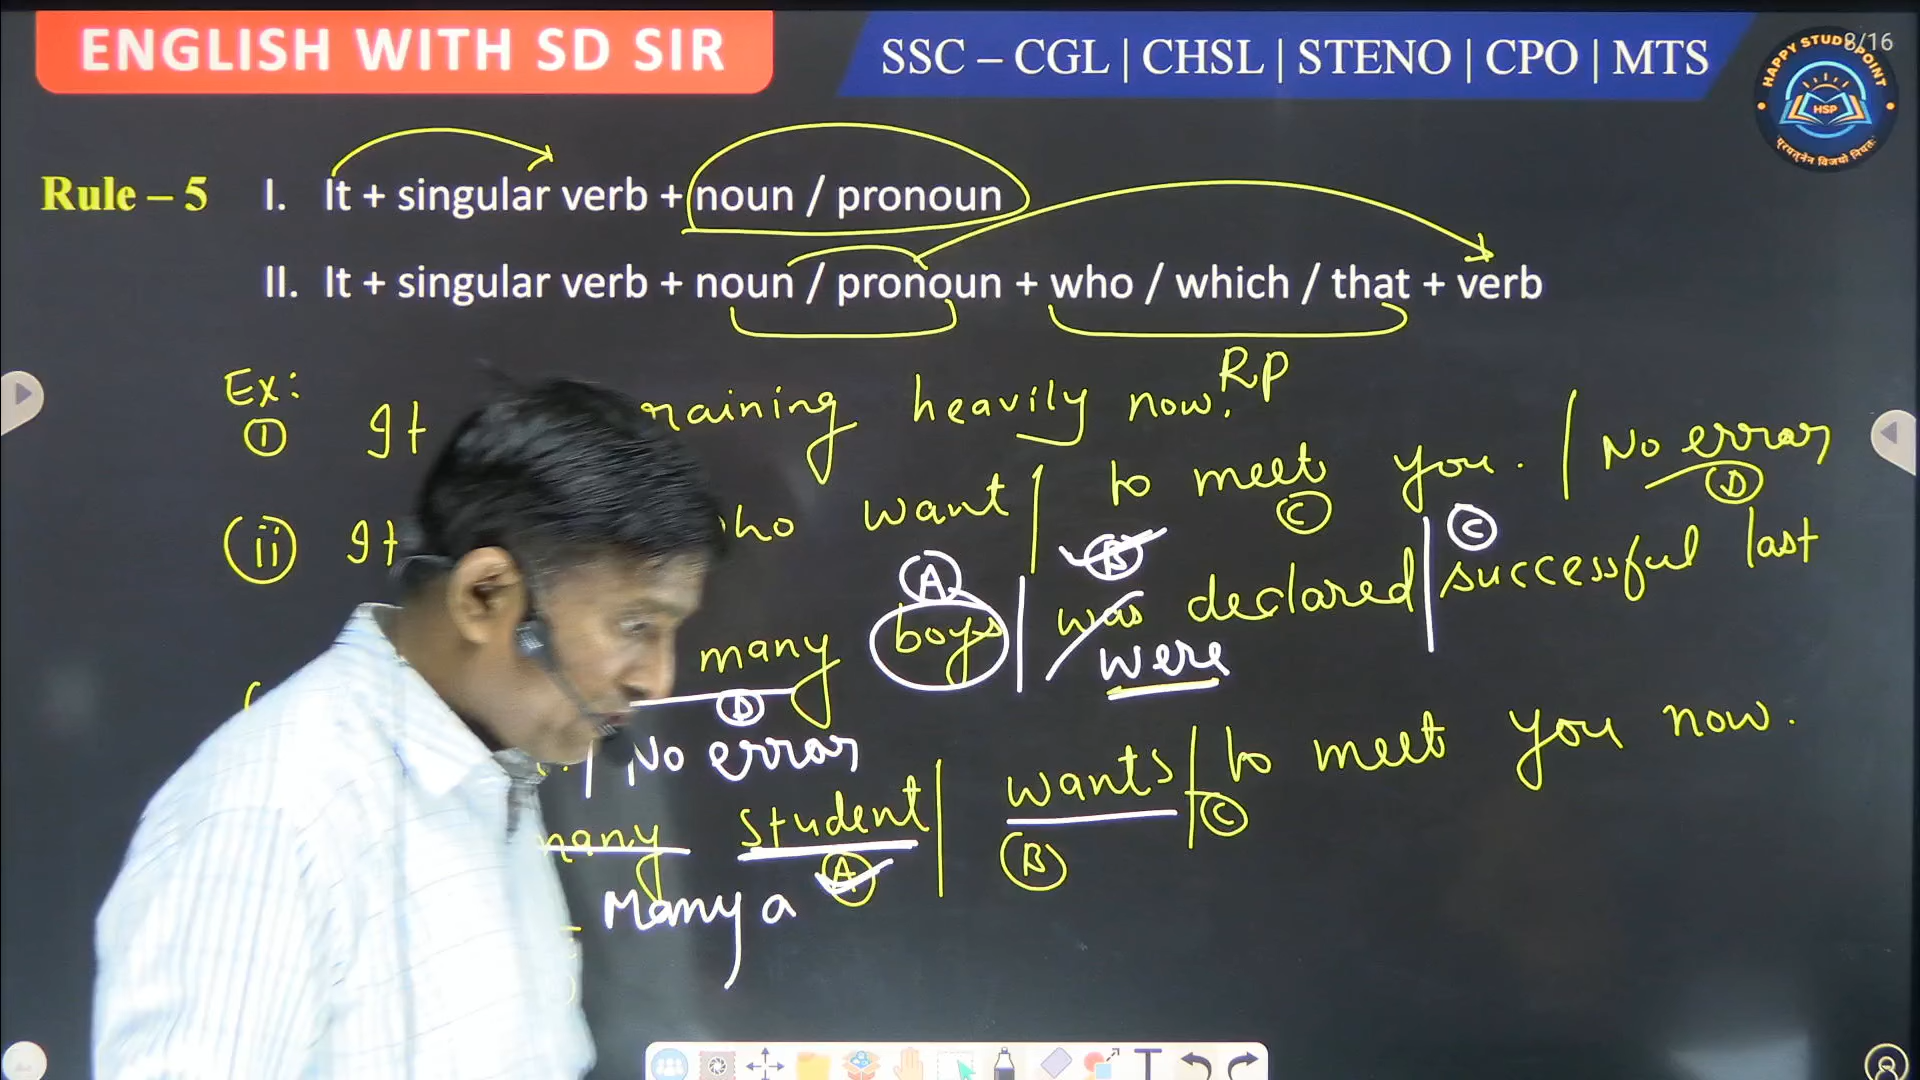 ENGLISH WITH SD SIR
SSC – CGL | CHSL | STENO | CPO | MTS
8/16
HAPPY STUDY POINT
HSP
Rule – 5 I. It + singular verb + noun / pronoun
II. It + singular verb + noun / pronoun + who / which / that + verb
RP
Ex:
(i) It raining heavily now.
(ii) It who want | to meet you. | No error
(C) (D)
(A) (B) (C)
many boys | was declared | successful last
were
(D)
| No error
many student | wants | to meet you now.
(A) (B) (C)
Many a